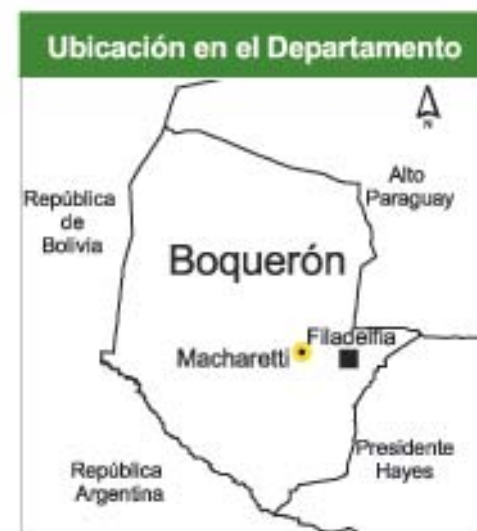 Ubicación en el Departamento
N
Alto
Paraguay
República
de
Bolivia
Boquerón
Filadelfia
Macharetti
Presidente
Hayes
República
Argentina